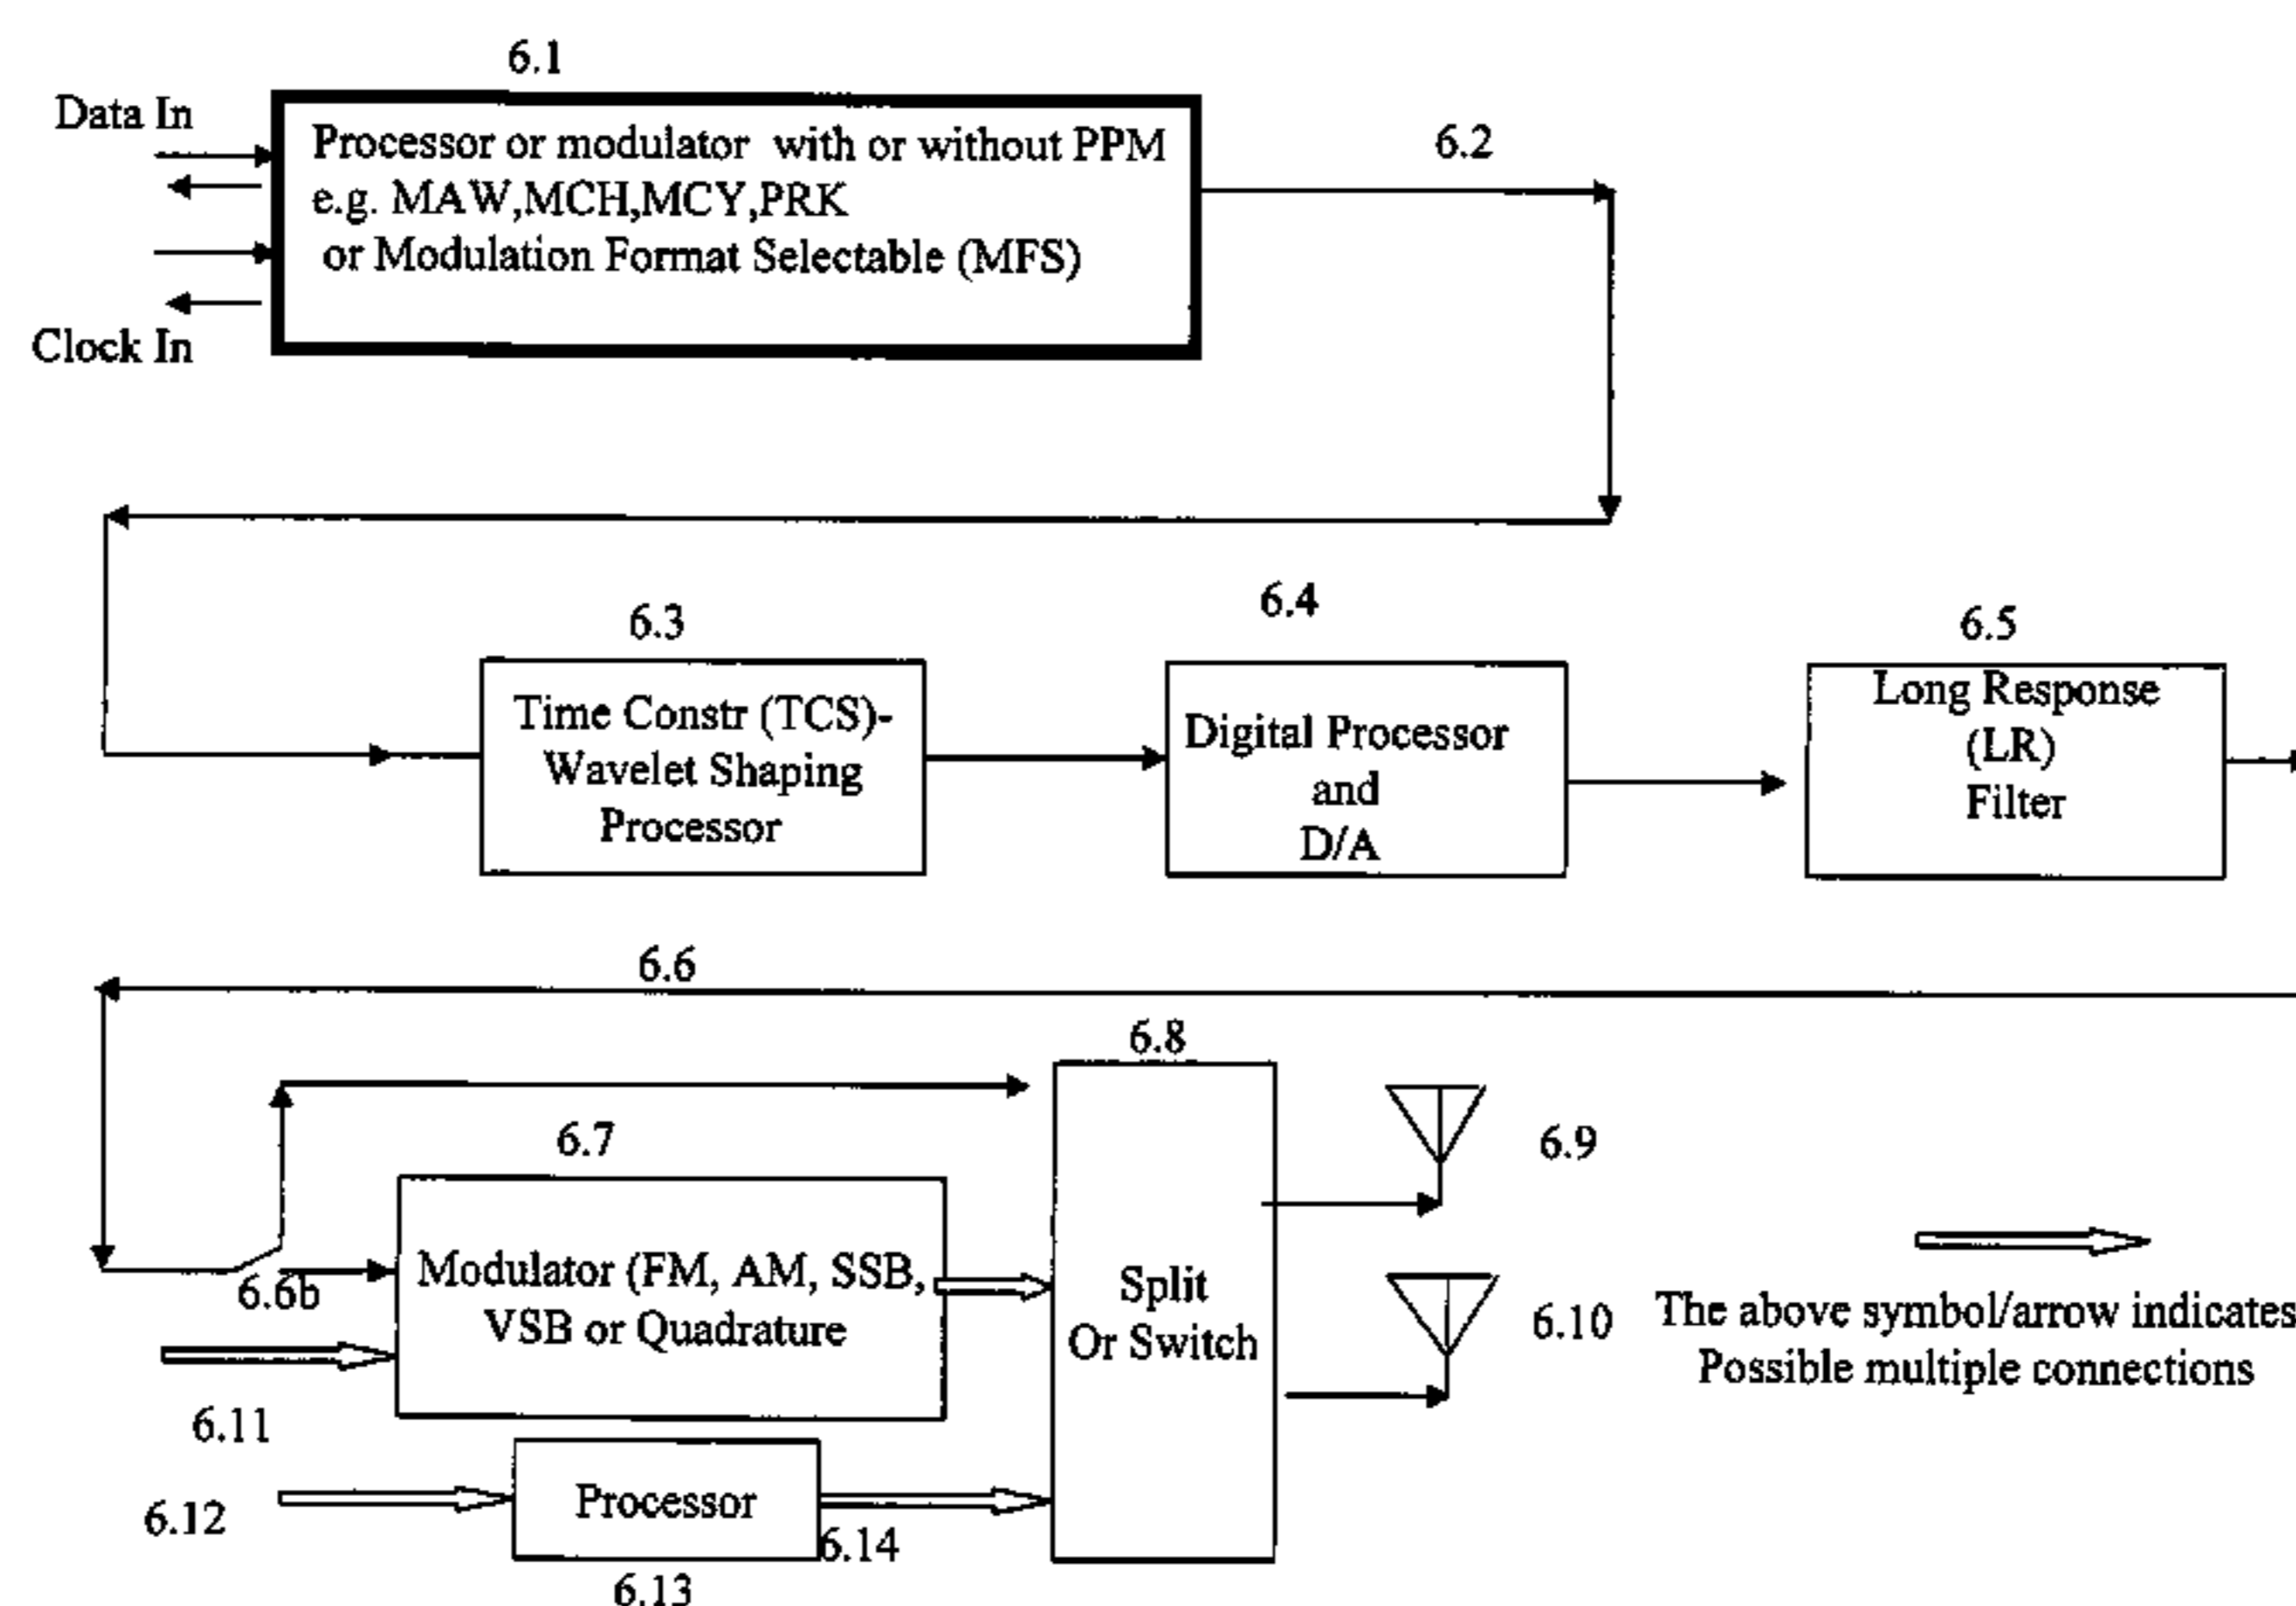 6.1
Data In
Processor or modulator with or without PPM
e.g. MAW,MCH,MCY,PRK
or Modulation Format Selectable (MFS)
Clock In
6.2
6.3
Time Constr (TCS)-
Wavelet Shaping
Processor
6.4
Digital Processor
and
D/A
6.5
Long Response
(LR)
Filter
6.6
6.6b
6.7
Modulator (FM, AM, SSB,
VSB or Quadrature
6.8
Split
Or Switch
6.9
6.10
The above symbol/arrow indicates
Possible multiple connections
6.11
6.12
Processor
6.13
6.14